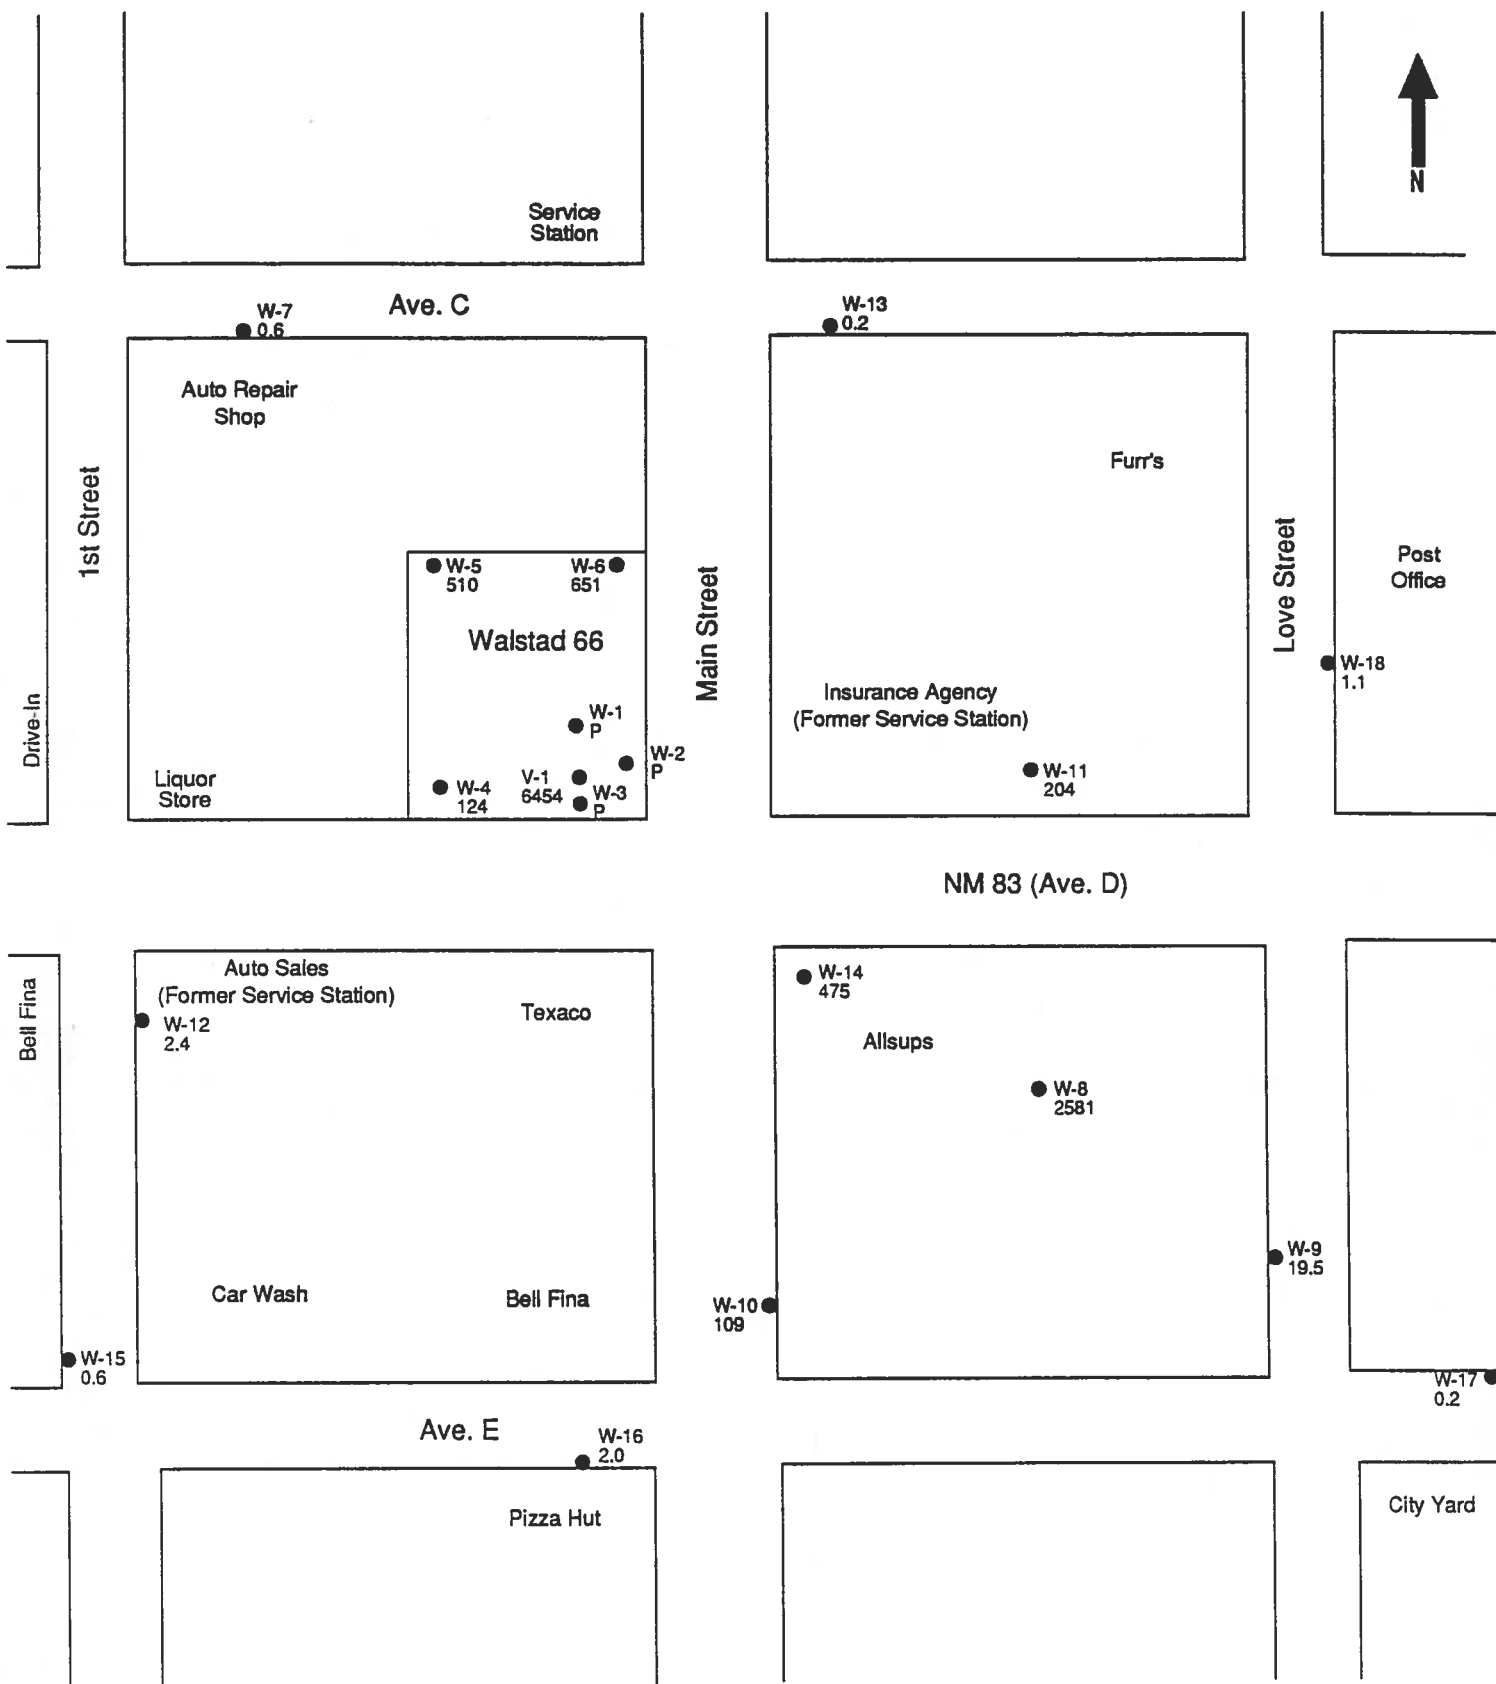 N
Service
Station
Ave. C
W-7
0.6
W-13
0.2
Auto Repair
Shop
Furr's
1st Street
W-5
510
W-6
651
Walstad 66
Main Street
Love Street
Post
Office
W-18
1.1
Drive-In
Liquor
Store
W-1
P
W-2
P
V-1
6454
W-3
P
W-4
124
Insurance Agency
(Former Service Station)
W-11
204
NM 83 (Ave. D)
Bell Fina
Auto Sales
(Former Service Station)
Texaco
W-12
2.4
W-14
475
Allsups
W-8
2581
Car Wash
Bell Fina
W-9
19.5
W-10
109
W-15
0.6
W-17
0.2
Ave. E
W-16
2.0
Pizza Hut
City Yard